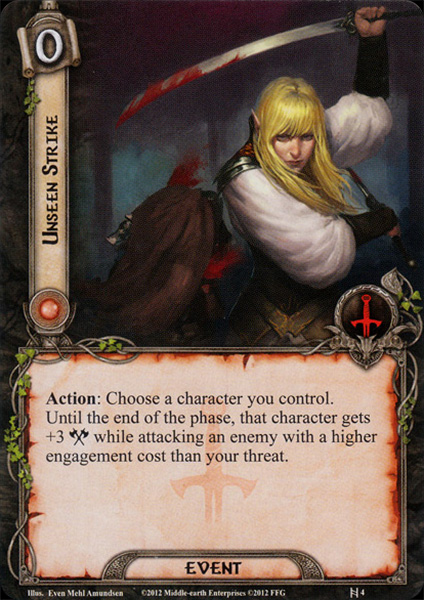 0
UNSEEN STRIKE
Action: Choose a character you control.
Until the end of the phase, that character gets
+3 while attacking an enemy with a higher
engagement cost than your threat.
EVENT
Illus. Even Mehl Amundsen ©2012 Middle-earth Enterprises ©2012 FFG 4